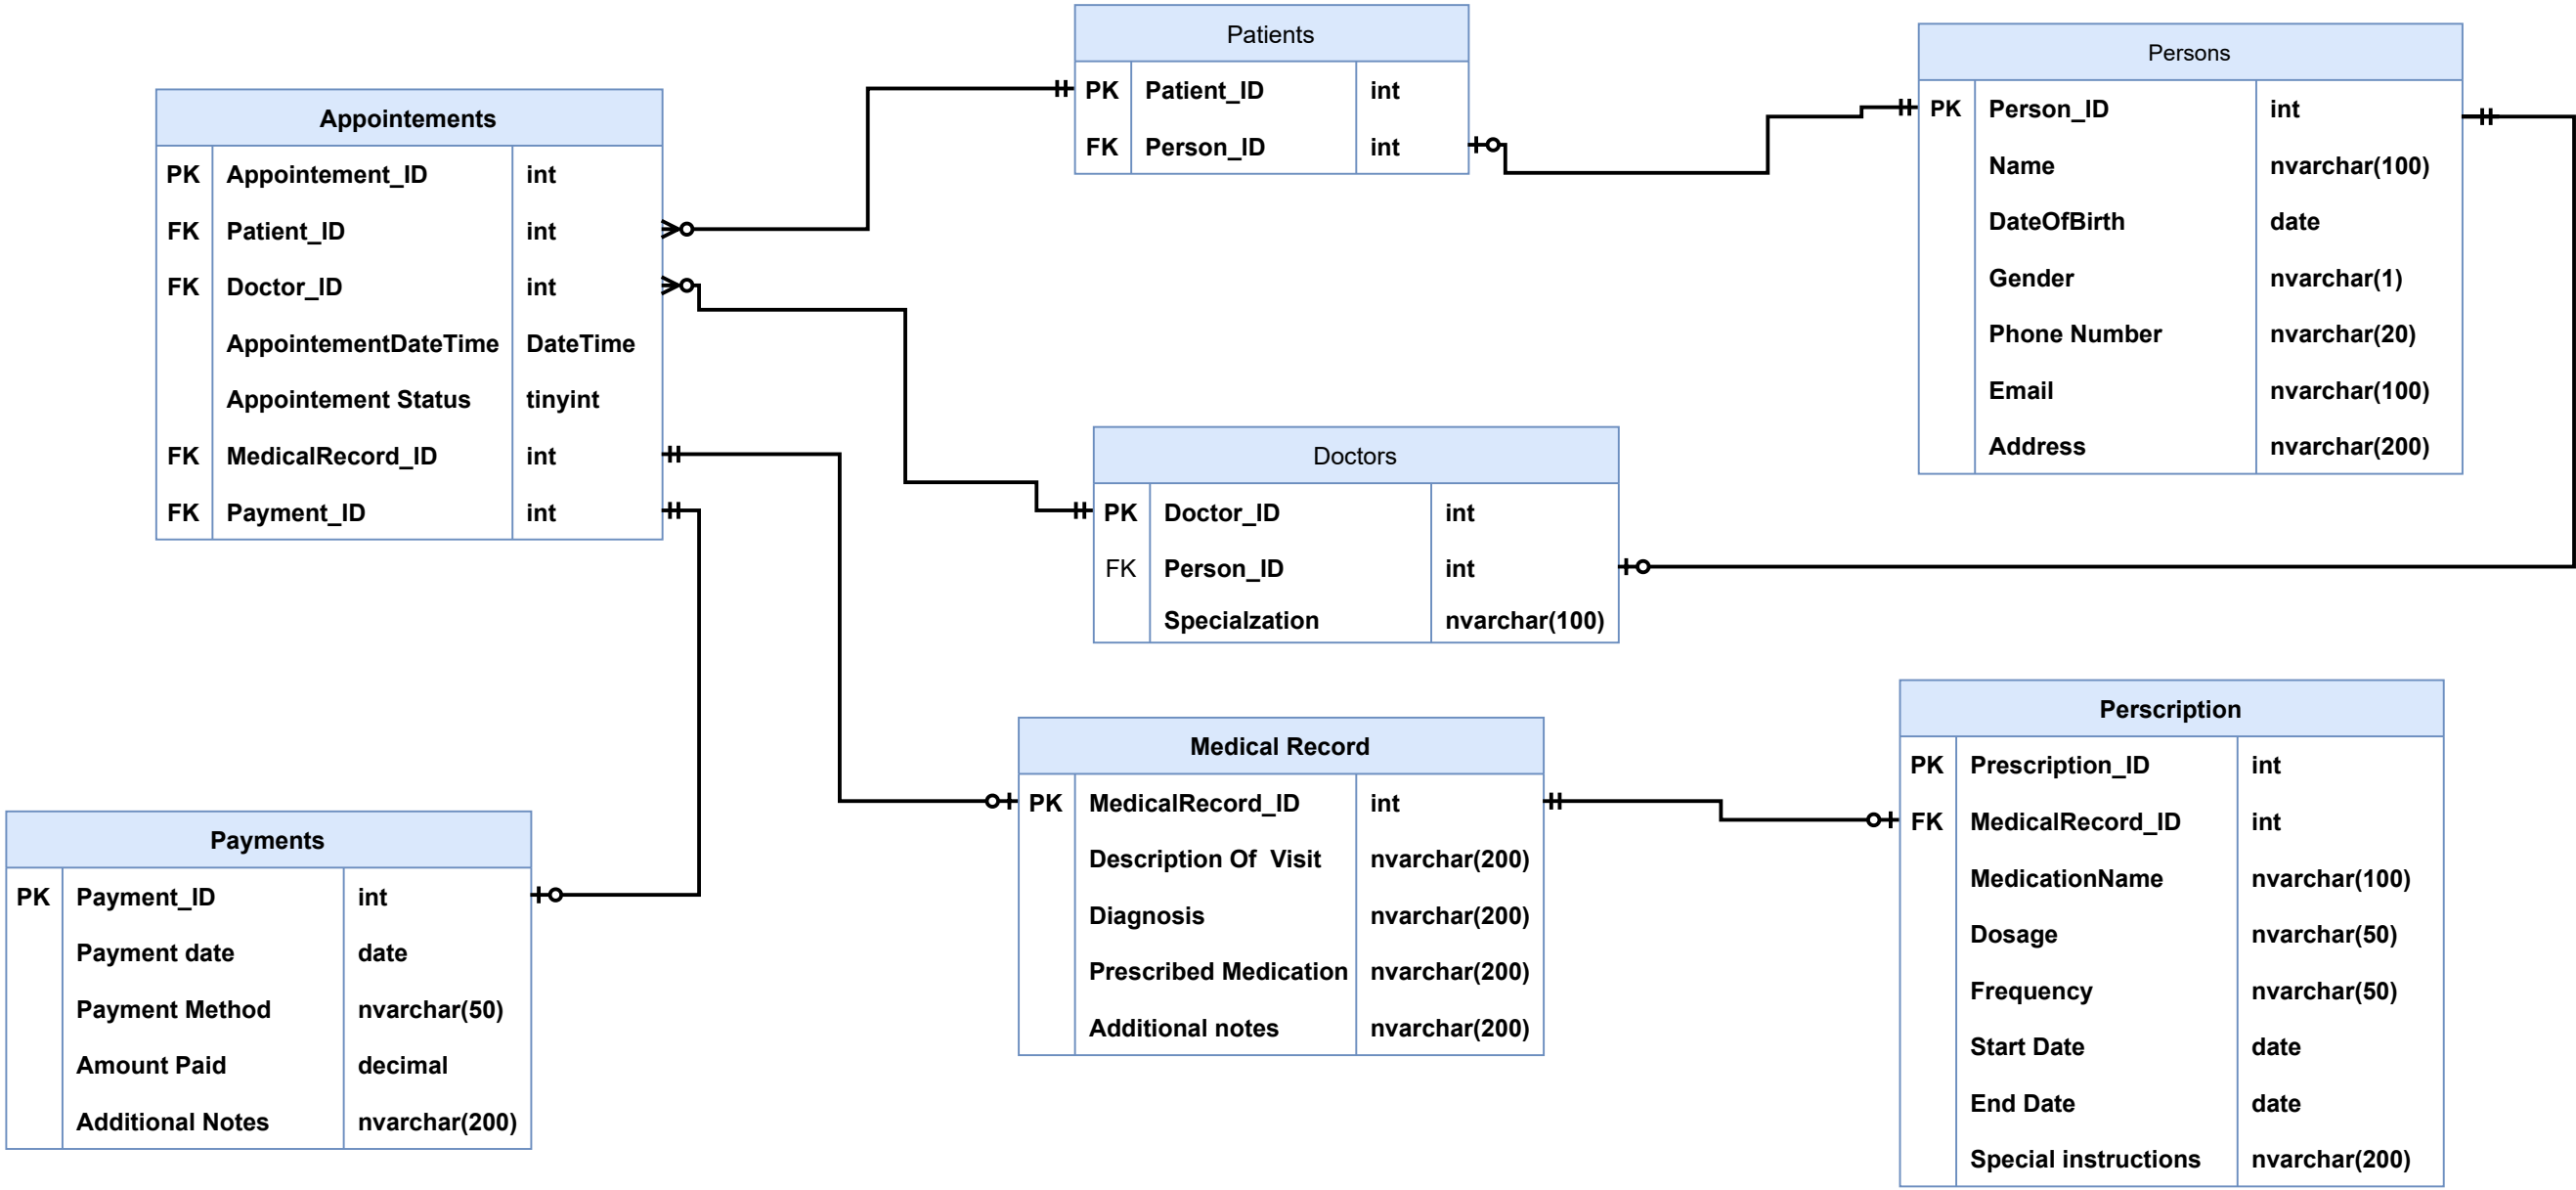 Patients
PK Patient_ID int
FK Person_ID int
Persons
PK Person_ID int
Name nvarchar(100)
DateOfBirth date
Gender nvarchar(1)
Phone Number nvarchar(20)
Email nvarchar(100)
Address nvarchar(200)
Appointements
PK Appointement_ID int
FK Patient_ID int
FK Doctor_ID int
AppointementDateTime DateTime
Appointement Status tinyint
FK MedicalRecord_ID int
FK Payment_ID int
Doctors
PK Doctor_ID int
FK Person_ID int
Specialzation nvarchar(100)
Medical Record
PK MedicalRecord_ID int
Description Of Visit nvarchar(200)
Diagnosis nvarchar(200)
Prescribed Medication nvarchar(200)
Additional notes nvarchar(200)
Perscription
PK Prescription_ID int
FK MedicalRecord_ID int
MedicationName nvarchar(100)
Dosage nvarchar(50)
Frequency nvarchar(50)
Start Date date
End Date date
Special instructions nvarchar(200)
Payments
PK Payment_ID int
Payment date date
Payment Method nvarchar(50)
Amount Paid decimal
Additional Notes nvarchar(200)